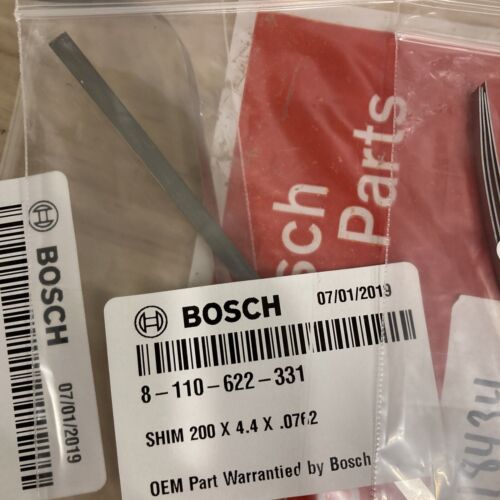 BOSCH
07/01/2019
8-110-622-331
SHIM 200 X 4.4 X .0762
OEM Part Warrantied by Bosch
BOSCH
07/01/2019
sch
Parts